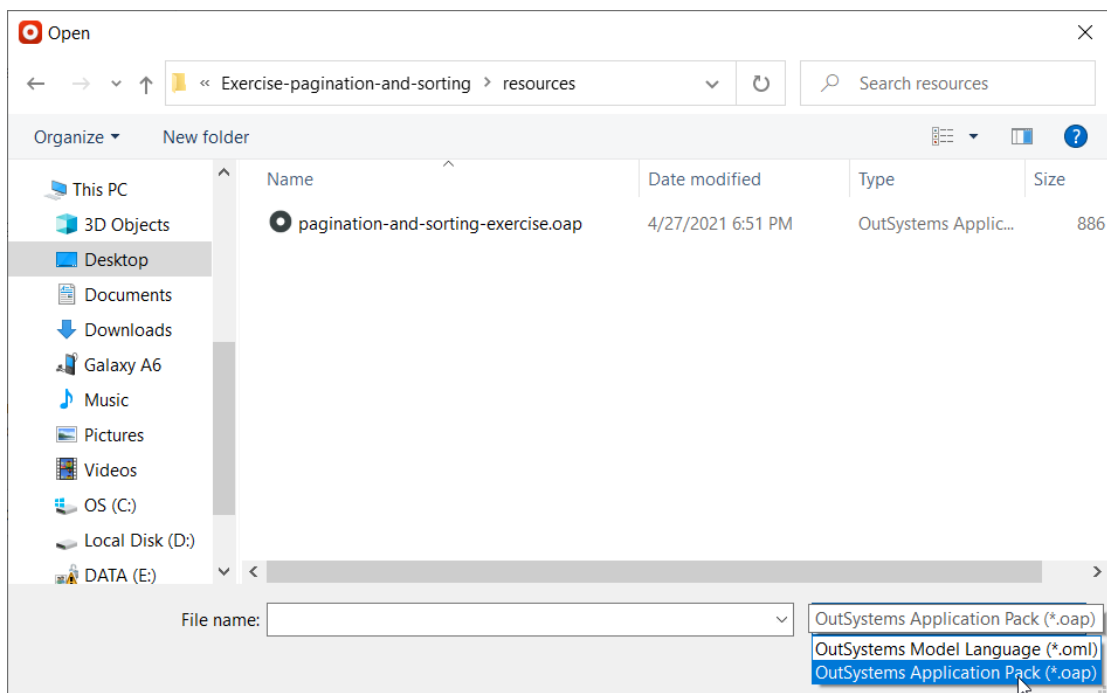 Open
« Exercise-pagination-and-sorting > resources
Search resources
Organize
New folder
Name
Date modified
Type
Size
pagination-and-sorting-exercise.oap
4/27/2021 6:51 PM
OutSystems Applic...
886
This PC
3D Objects
Desktop
Documents
Downloads
Galaxy A6
Music
Pictures
Videos
OS (C:)
Local Disk (D:)
DATA (E:)
File name:
OutSystems Application Pack (*.oap)
OutSystems Model Language (*.oml)
OutSystems Application Pack (*.oap)